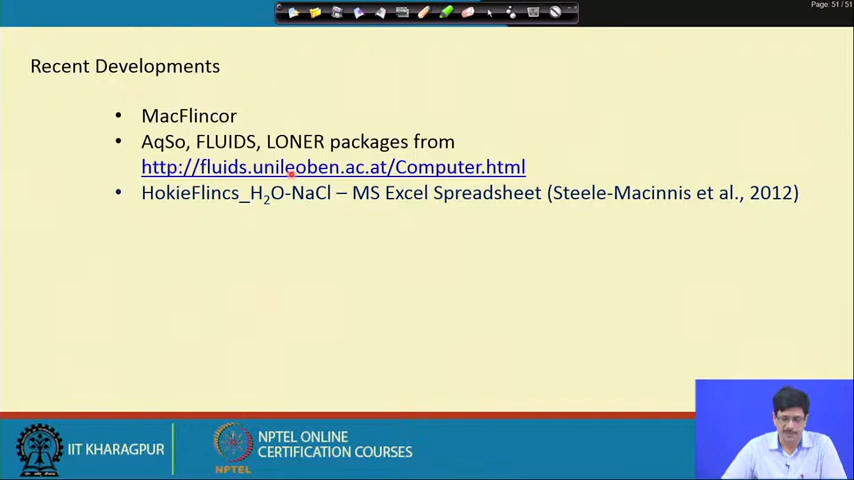 Page: 51 / 51
Recent Developments
• MacFlincor
• AqSo, FLUIDS, LONER packages from
http://fluids.unileoben.ac.at/Computer.html
• HokieFlincs_H₂O-NaCl – MS Excel Spreadsheet (Steele-Macinnis et al., 2012)
IIT KHARAGPUR
NPTEL
NPTEL ONLINE
CERTIFICATION COURSES